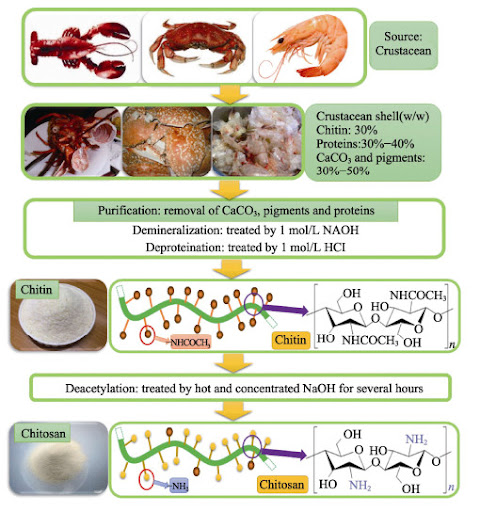 Source:
Crustacean
Crustacean shell(w/w)
Chitin: 30%
Proteins:30%−40%
CaCO₃ and pigments:
30%−50%
Purification: removal of CaCO₃, pigments and proteins
Demineralization: treated by 1 mol/L NAOH
Deproteination: treated by 1 mol/L HCI
Chitin
NHCOCH₃
Chitin
OH
O
HO
NHCOCH₃
O
HO
NHCOCH₃
O
OH
O
n
Deacetylation: treated by hot and concentrated NaOH for several hours
Chitosan
NH₂
Chitosan
OH
O
HO
NH₂
O
HO
NH₂
O
OH
O
n